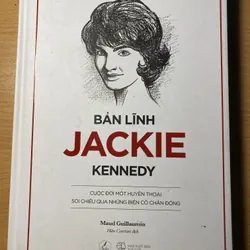 BẢN LĨNH
JACKIE
KENNEDY
CUỘC ĐỜI MỘT HUYỀN THOẠI
SOI CHIẾU QUA NHỮNG BIẾN CỐ CHẤN ĐỘNG
Maud Guillaumin